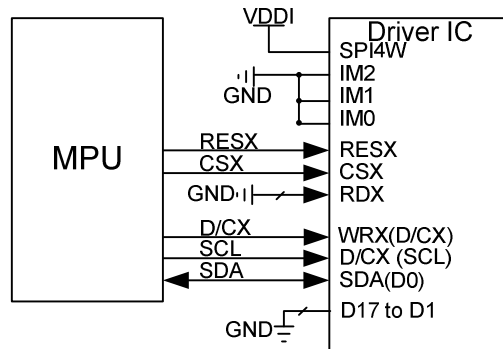 VDDI
Driver IC
SPI4W
IM2
GND
IM1
IM0
MPU
RESX
RESX
CSX
CSX
GND
RDX
D/CX
WRX(D/CX)
SCL
D/CX (SCL)
SDA
SDA(D0)
D17 to D1
GND